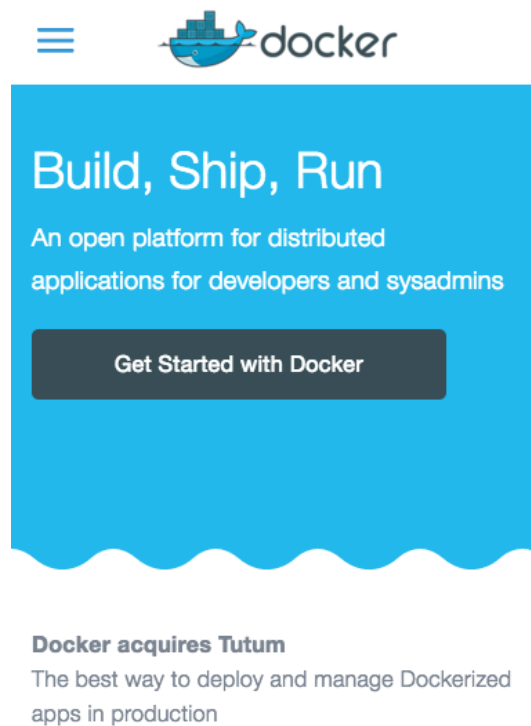 docker
Build, Ship, Run
An open platform for distributed
applications for developers and sysadmins
Get Started with Docker
Docker acquires Tutum
The best way to deploy and manage Dockerized
apps in production